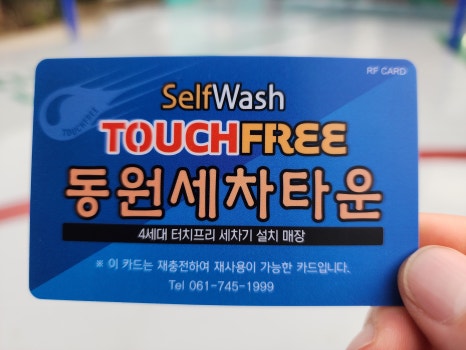 RF CARD
SelfWash
TOUCHFREE
TOUCHFREE
동원세차타운
4세대 터치프리 세차기 설치 매장
※ 이 카드는 재충전하여 재사용이 가능한 카드입니다.
Tel 061-745-1999